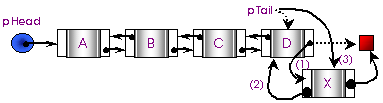 pHead
pTail
A B C D
(1) (3)
(2)
X